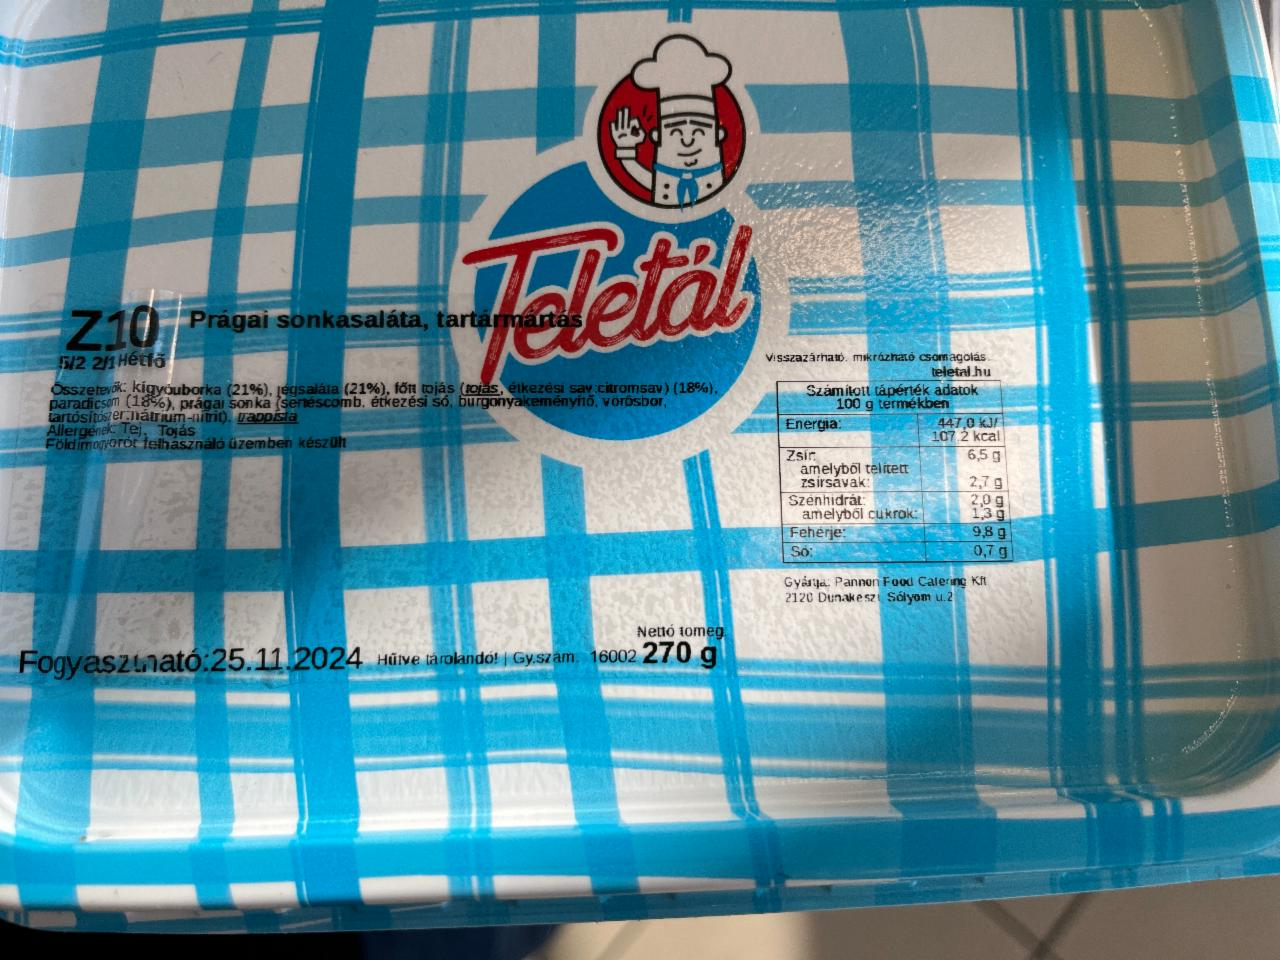 Teletál
Z10 Prágai sonkasaláta, tartármártás
5/2 2/1 Hétfő
Összetevők: kígyóuborka (21%), jégsaláta (21%), főtt tojás (tojás, étkezési sav:citromsav) (18%),
paradicsom (18%), prágai sonka (sertéscomb, étkezési só, burgonyakeményítő, vörösbor,
tartósítószer:nátrium-nitrit), trappista
Allergének: Tej, Tojás
Földimogyorót felhasználó üzemben készült
Visszazárható, mikrózható csomagolás
teletal.hu
Számított tápérték adatok
100 g termékben
Energia: 447,0 kJ/
107,2 kcal
Zsír: 6,5 g
amelyből telített
zsírsavak: 2,7 g
Szénhidrát: 2,0 g
amelyből cukrok: 1,3 g
Fehérje: 9,8 g
Só: 0,7 g
Gyártja: Pannon Food Catering Kft
2120 Dunakeszi, Sólyom u.2
Nettó tömeg
Fogyasztható:25.11.2024 Hűtve tárolandó! | Gy.szám. 16002 270 g